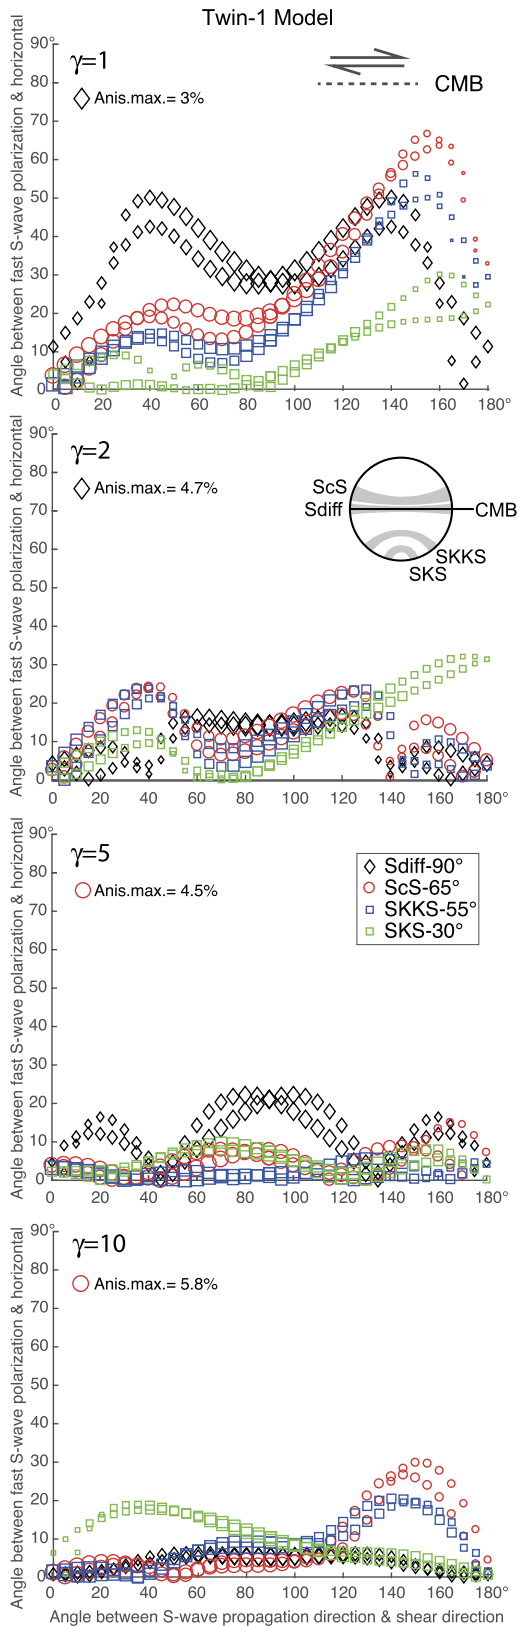 Twin-1 Model
Angle between fast S-wave polarization & horizontal
90°
80
70
60
50
40
30
20
10
0
γ=1
Anis.max.= 3%
CMB
0 20 40 60 80 100 120 140 160 180°
Angle between fast S-wave polarization & horizontal
90°
80
70
60
50
40
30
20
10
0
γ=2
Anis.max.= 4.7%
ScS
Sdiff
CMB
SKKS
SKS
0 20 40 60 80 100 120 140 160 180°
Angle between fast S-wave polarization & horizontal
90°
80
70
60
50
40
30
20
10
0
γ=5
Anis.max.= 4.5%
Sdiff-90°
ScS-65°
SKKS-55°
SKS-30°
0 20 40 60 80 100 120 140 160 180°
Angle between fast S-wave polarization & horizontal
90°
80
70
60
50
40
30
20
10
0
γ=10
Anis.max.= 5.8%
0 20 40 60 80 100 120 140 160 180°
Angle between S-wave propagation direction & shear direction